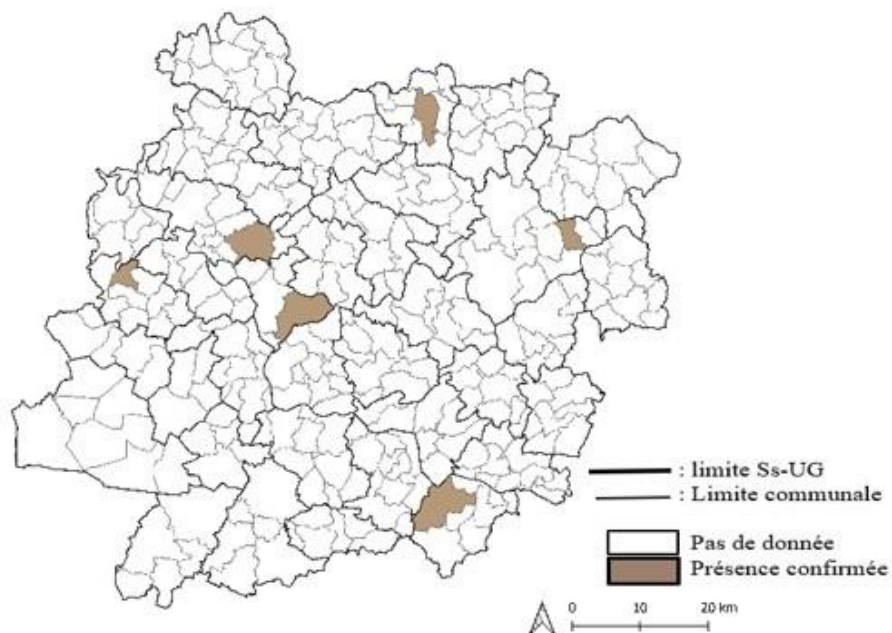 : limite Ss-UG
: Limite communale
Pas de donnée
Présence confirmée
0 10 20 km